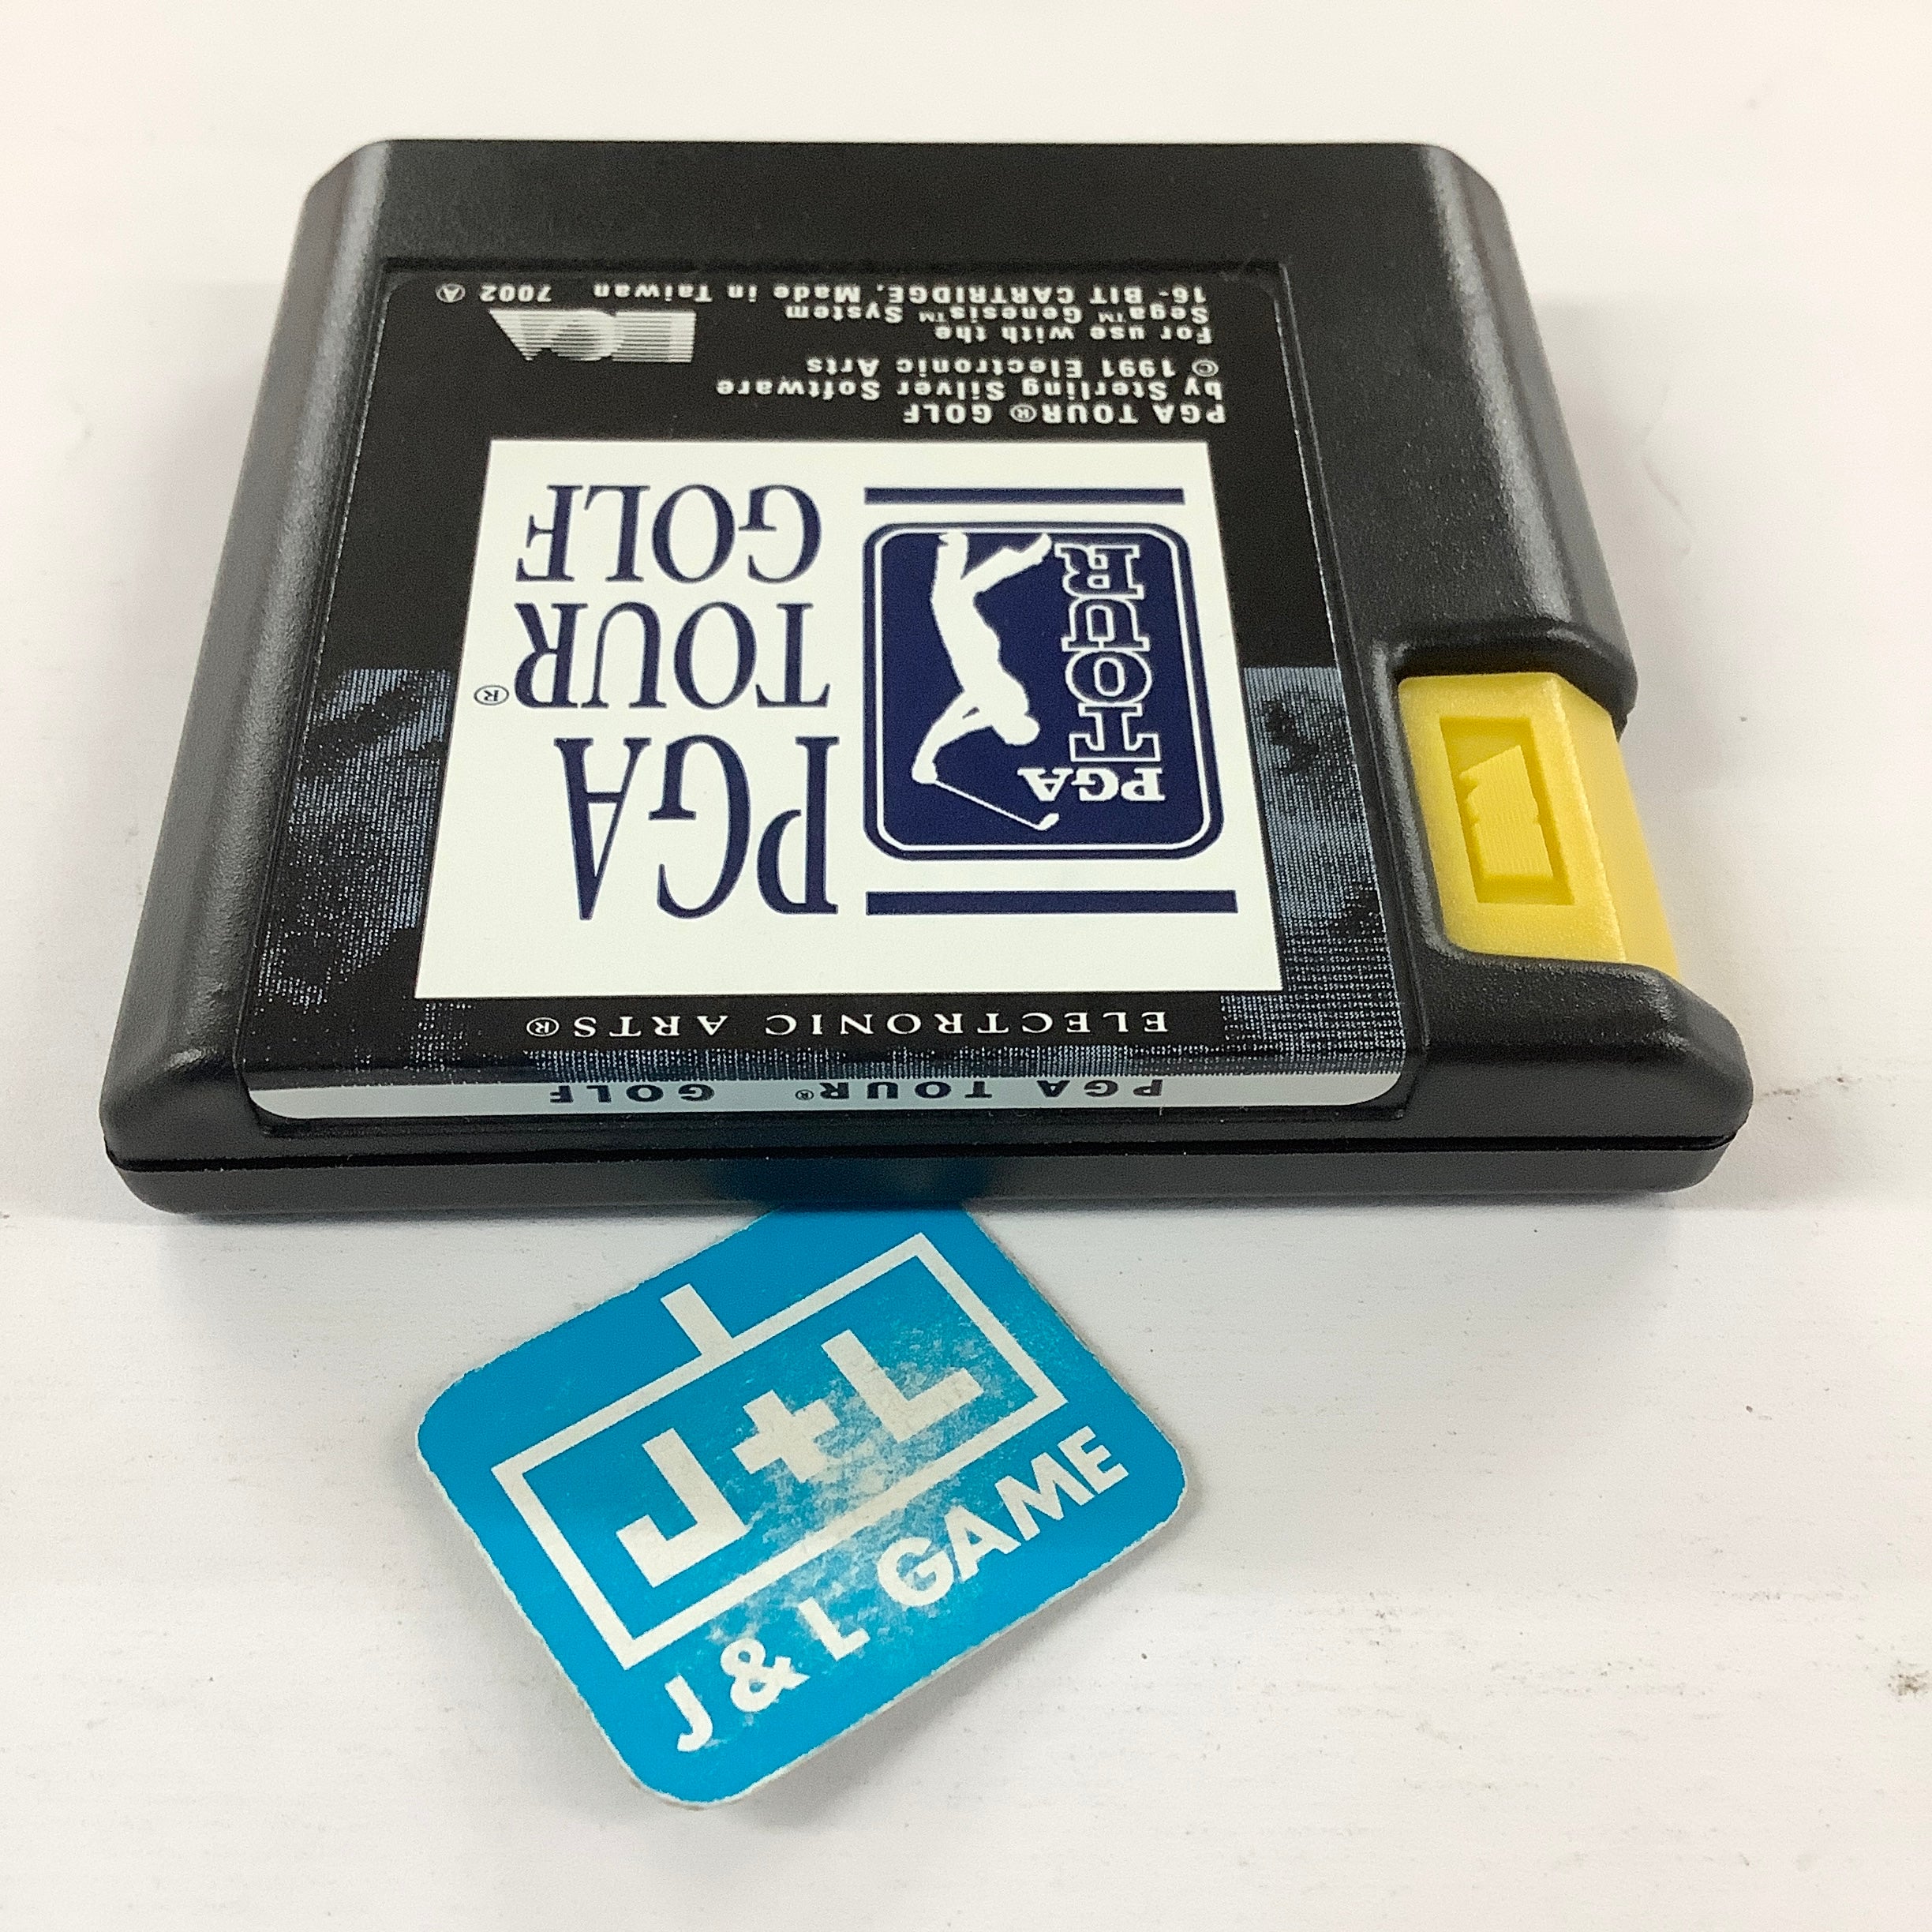 PGA TOUR® GOLF
ELECTRONIC ARTS®
PGA
TOUR
PGA
TOUR®
GOLF
PGA TOUR® GOLF
by Sterling Silver Software
© 1991 Electronic Arts
For use with the
Sega™ Genesis™ System
16- BIT CARTRIDGE, Made in Taiwan 7002 Ⓐ
EOA
J+L
J & L GAME